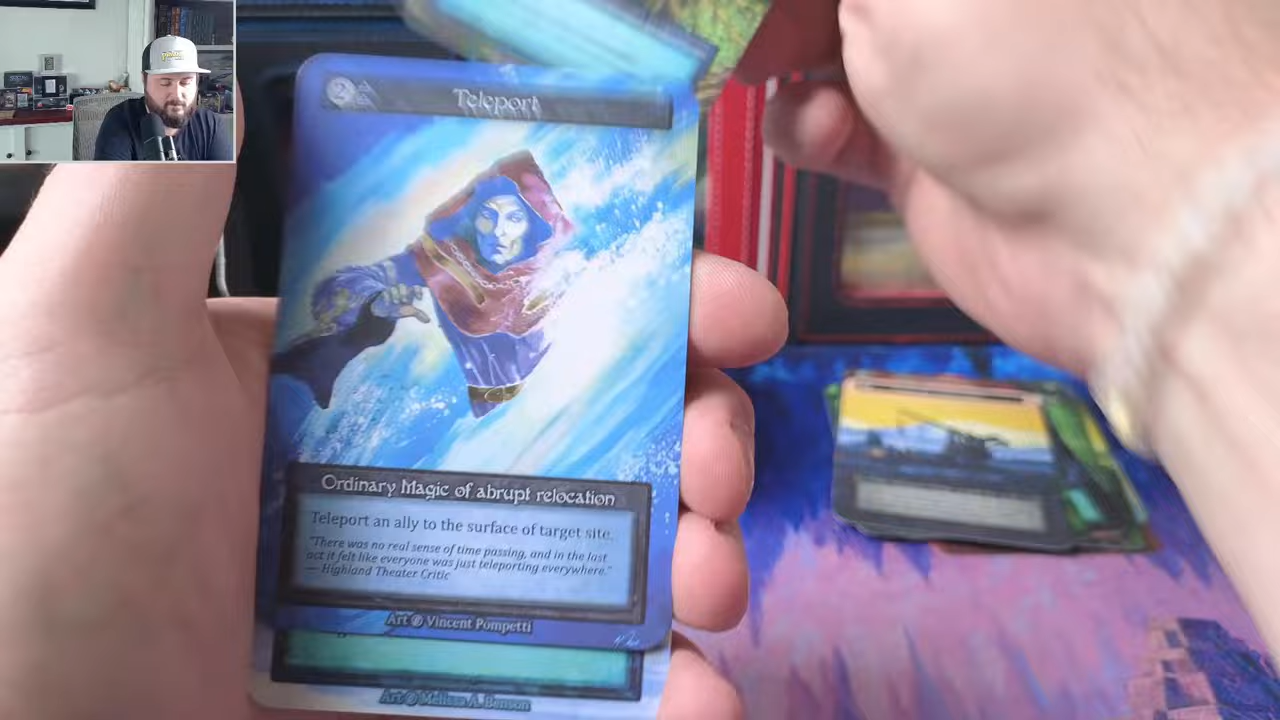 2
Teleport
Ordinary Magic of abrupt relocation
Teleport an ally to the surface of target site.
"There was no real sense of time passing, and in the last
act it felt like everyone was just teleporting everywhere."
— Highland Theater Critic
Art @ Vincent Pompetti
Art @ Melissa A. Benson